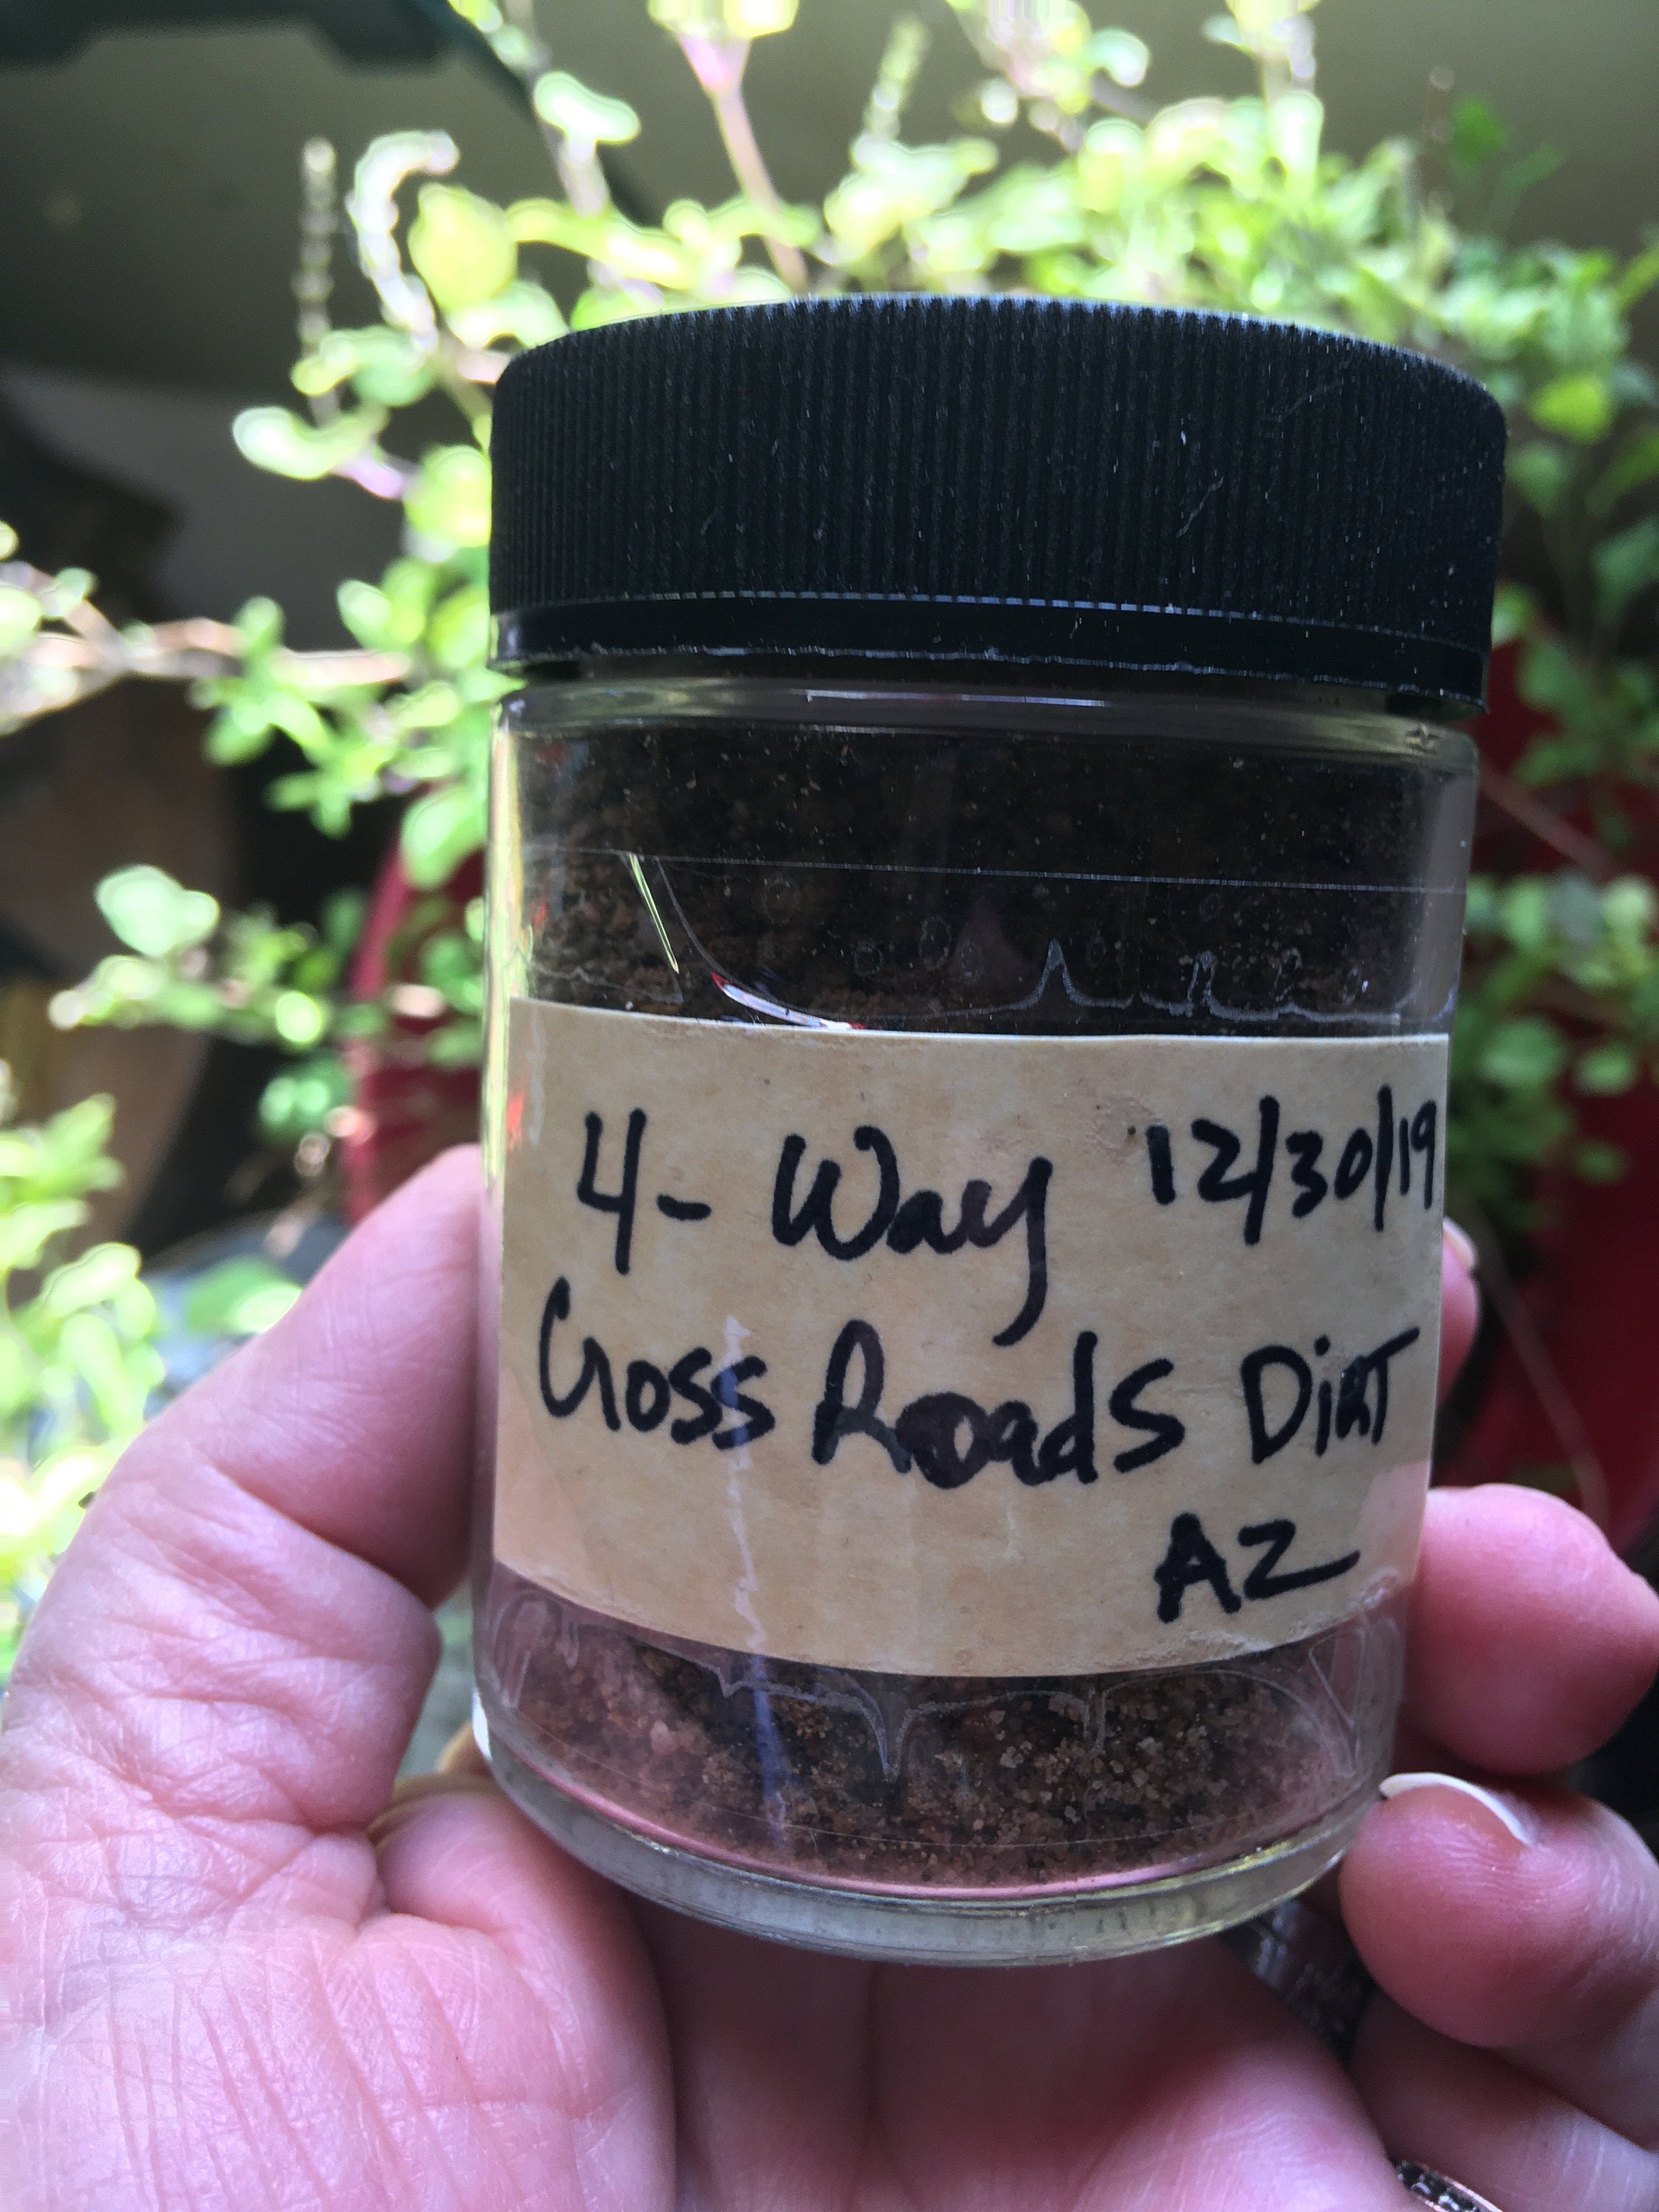 4- Way 12/30/19
Cross Roads Dirt
AZ